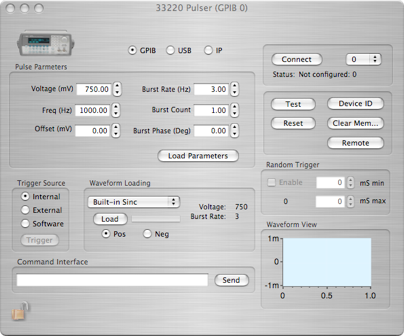 33220 Pulser (GPIB 0)
GPIB USB IP
Connect 0
Status: Not configured: 0
Pulse Parmeters
Voltage (mV) 750.00 Burst Rate (Hz) 3.00
Freq (Hz) 1000.00 Burst Count 1.00
Offset (mV) 0.00 Burst Phase (Deg) 0.00
Load Parameters
Test Device ID
Reset Clear Mem...
Remote
Random Trigger
Enable 0 mS min
0 0 mS max
Trigger Source
Internal
External
Software
Trigger
Waveform Loading
Built-in Sinc
Load
Pos Neg
Voltage: 750
Burst Rate: 3
Waveform View
1m
0
-1m
0 0.5 1.0
Command Interface
Send